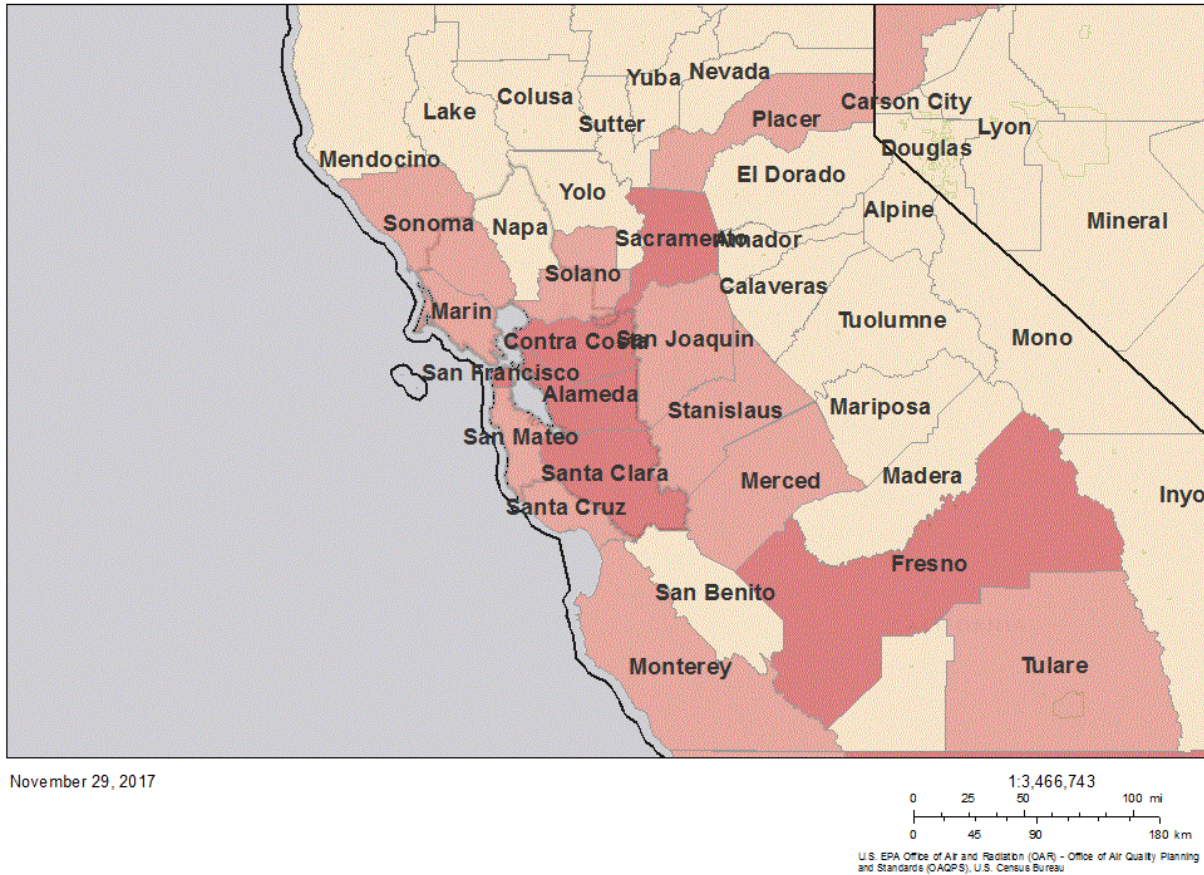 Yuba
Nevada
Colusa
Lake
Carson City
Placer
Sutter
Lyon
Douglas
Mendocino
El Dorado
Yolo
Alpine
Mineral
Sonoma
Napa
Sacramento
Amador
Solano
Calaveras
Marin
Tuolumne
Contra Costa
San Joaquin
Mono
San Francisco
Alameda
Mariposa
Stanislaus
San Mateo
Santa Clara
Merced
Madera
Inyo
Santa Cruz
Fresno
San Benito
Monterey
Tulare
November 29, 2017
1:3,466,743
0 25 50 100 mi
0 45 90 180 km
U.S. EPA Office of Air and Radiation (OAR) - Office of Air Quality Planning
and Standards (OAQPS), U.S. Census Bureau